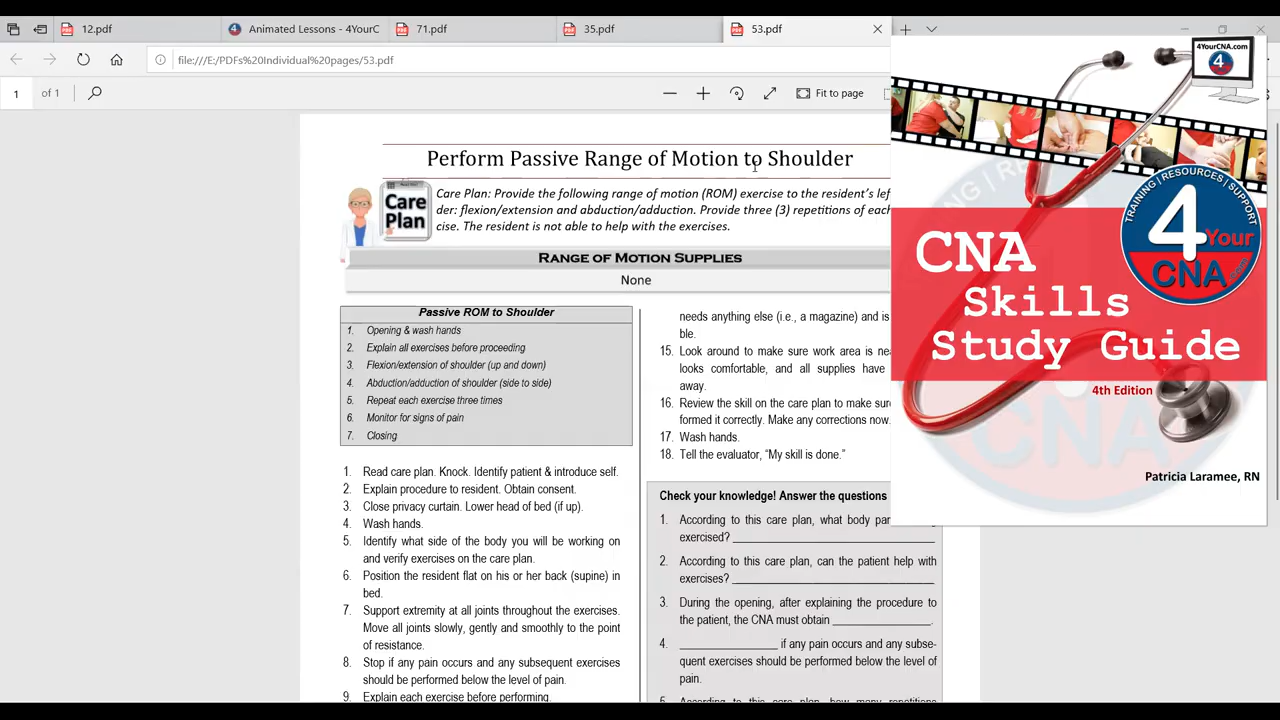 12.pdf
Animated Lessons - 4YourC
71.pdf
35.pdf
53.pdf
file:///E:/PDFs%20Individual%20pages/53.pdf
1 of 1
Fit to page
Perform Passive Range of Motion to Shoulder
Care Plan
Care Plan: Provide the following range of motion (ROM) exercise to the resident's lef
der: flexion/extension and abduction/adduction. Provide three (3) repetitions of each
cise. The resident is not able to help with the exercises.
RANGE OF MOTION SUPPLIES
None
Passive ROM to Shoulder
1. Opening & wash hands
2. Explain all exercises before proceeding
3. Flexion/extension of shoulder (up and down)
4. Abduction/adduction of shoulder (side to side)
5. Repeat each exercise three times
6. Monitor for signs of pain
7. Closing
1. Read care plan. Knock. Identify patient & introduce self.
2. Explain procedure to resident. Obtain consent.
3. Close privacy curtain. Lower head of bed (if up).
4. Wash hands.
5. Identify what side of the body you will be working on
and verify exercises on the care plan.
6. Position the resident flat on his or her back (supine) in
bed.
7. Support extremity at all joints throughout the exercises.
Move all joints slowly, gently and smoothly to the point
of resistance.
8. Stop if any pain occurs and any subsequent exercises
should be performed below the level of pain.
9. Explain each exercise before performing.
needs anything else (i.e., a magazine) and is
ble.
15. Look around to make sure work area is nea
looks comfortable, and all supplies have
away.
16. Review the skill on the care plan to make sure
formed it correctly. Make any corrections now.
17. Wash hands.
18. Tell the evaluator, "My skill is done."
Check your knowledge! Answer the questions
1. According to this care plan, what body par
exercised?
2. According to this care plan, can the patient help with
exercises?
3. During the opening, after explaining the procedure to
the patient, the CNA must obtain
4. if any pain occurs and any subse-
quent exercises should be performed below the level of
pain.
5. According to this care plan, how many repetitions
4YourCNA.com
4
TRAINING|RESOURCES|SUPPORT
4 Your
CNA.com
CNA
Skills
Study Guide
4th Edition
Patricia Laramee, RN